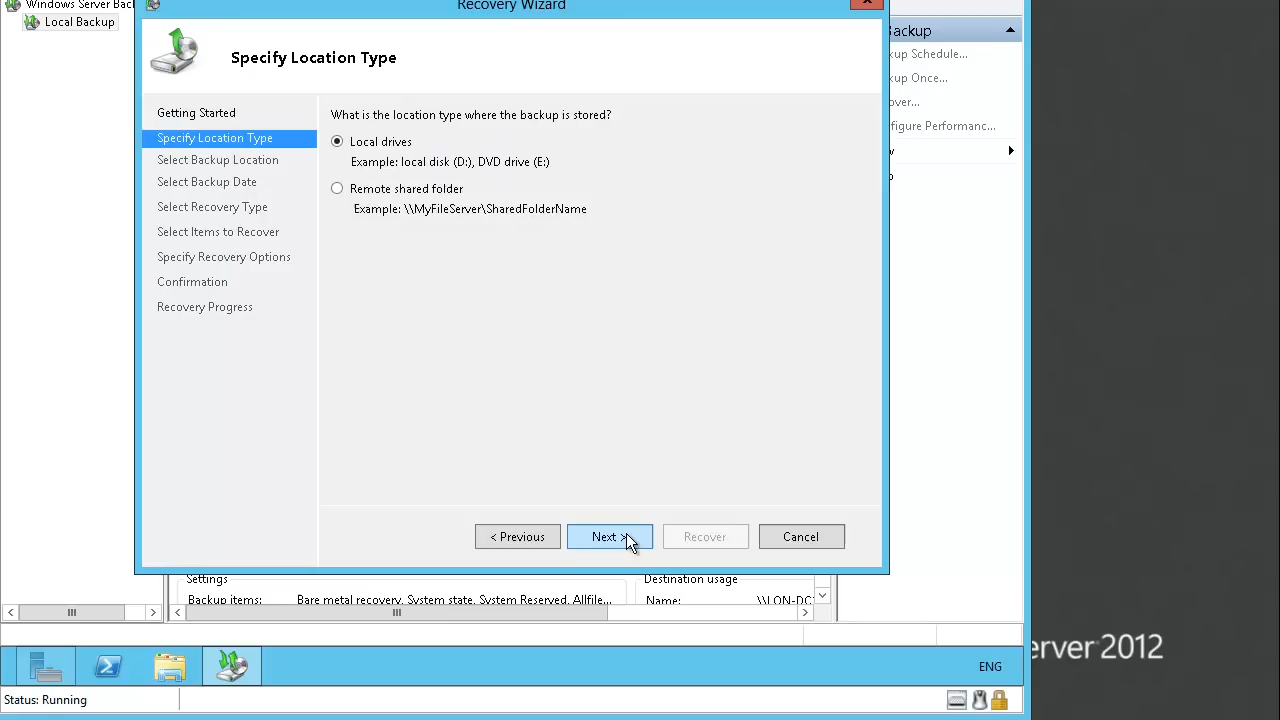 Windows Server Back
Local Backup
Recovery Wizard
Specify Location Type
Getting Started
Specify Location Type
Select Backup Location
Select Backup Date
Select Recovery Type
Select Items to Recover
Specify Recovery Options
Confirmation
Recovery Progress
What is the location type where the backup is stored?
Local drives
Example: local disk (D:), DVD drive (E:)
Remote shared folder
Example: \\MyFileServer\SharedFolderName
< Previous
Next >
Recover
Cancel
Backup
kup Schedule...
kup Once...
over...
figure Performanc...
Settings
Backup items:
Bare metal recovery, System state, System Reserved, Allfile...
Destination usage
Name:
\\LON-DC
erver 2012
ENG
Status: Running